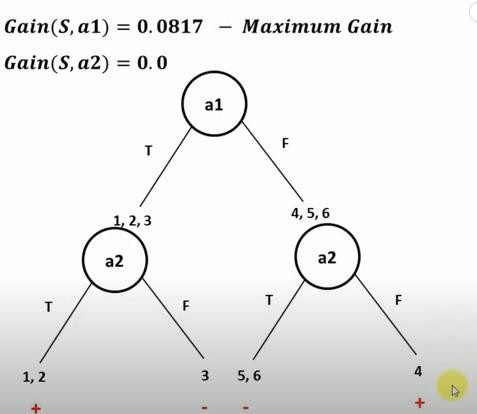 Gain(S, a1) = 0.0817 – Maximum Gain
Gain(S, a2) = 0.0
a1
T
F
1, 2, 3
4, 5, 6
a2
a2
T
F
T
F
1, 2
3
5, 6
4
+
-
-
+